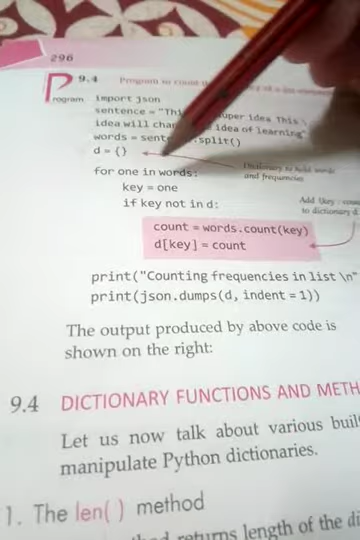 296
Program 9.4 Program to count th
import json
sentence = "Thi uper idea This \
idea will cha idea of learning"
words = sente .split()
d = {}
Dictionary to hold words
and frequencies
for one in words:
key = one
if key not in d:
Add (key : coun
to dictionary d
count = words.count(key)
d[key] = count
print("Counting frequencies in list \n"
print(json.dumps(d, indent = 1))
The output produced by above code is
shown on the right:
9.4 DICTIONARY FUNCTIONS AND METH
Let us now talk about various buil
manipulate Python dictionaries.
1. The len( ) method
returns length of the di